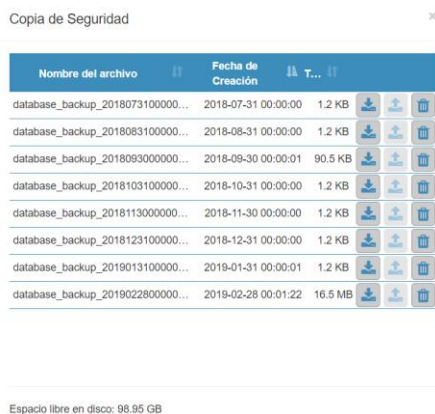 Copia de Seguridad
Nombre del archivo Fecha de Creación T...
database_backup_2018073100000... 2018-07-31 00:00:00 1.2 KB
database_backup_2018083100000... 2018-08-31 00:00:00 1.2 KB
database_backup_2018093000000... 2018-09-30 00:00:01 90.5 KB
database_backup_2018103100000... 2018-10-31 00:00:00 1.2 KB
database_backup_2018113000000... 2018-11-30 00:00:00 1.2 KB
database_backup_2018123100000... 2018-12-31 00:00:00 1.2 KB
database_backup_2019013100000... 2019-01-31 00:00:01 1.2 KB
database_backup_2019022800000... 2019-02-28 00:01:22 16.5 MB
Espacio libre en disco: 98.95 GB